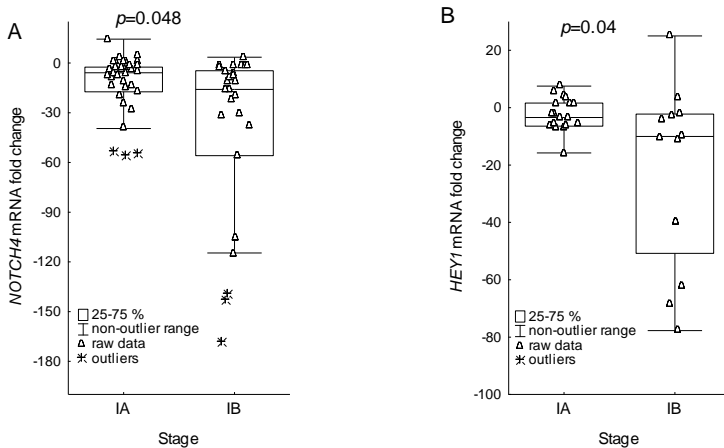 A
p=0.048
NOTCH4 mRNA fold change
0
-30
-60
-90
-120
-150
-180
25-75 %
non-outlier range
raw data
outliers
IA
IB
Stage
B
p=0.04
HEY1 mRNA fold change
20
0
-20
-40
-60
-80
-100
25-75 %
non-outlier range
raw data
outliers
IA
IB
Stage